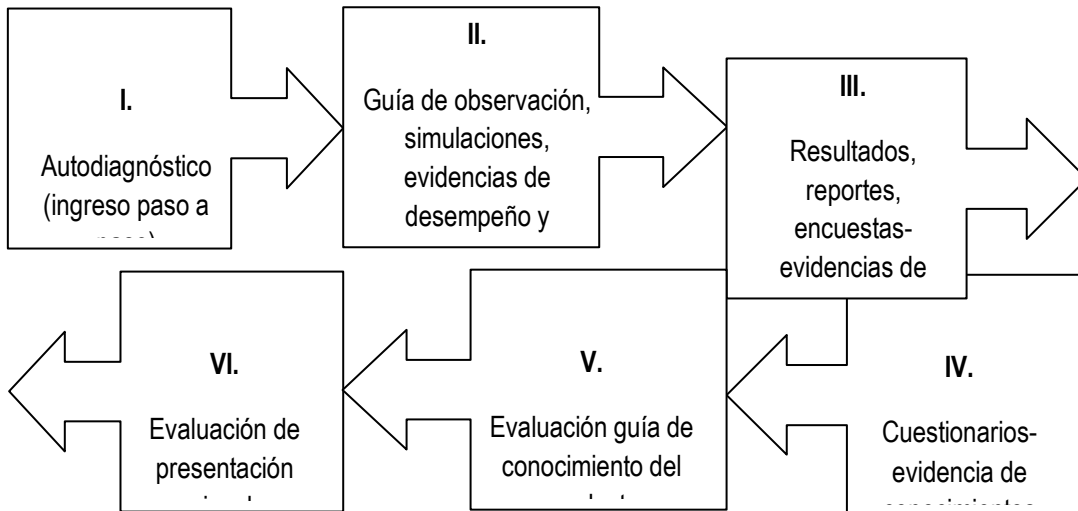 I.
Autodiagnóstico
(ingreso paso a
II.
Guía de observación,
simulaciones,
evidencias de
desempeño y
III.
Resultados,
reportes,
encuestas-
evidencias de
IV.
Cuestionarios-
evidencia de
V.
Evaluación guía de
conocimiento del
VI.
Evaluación de
presentación